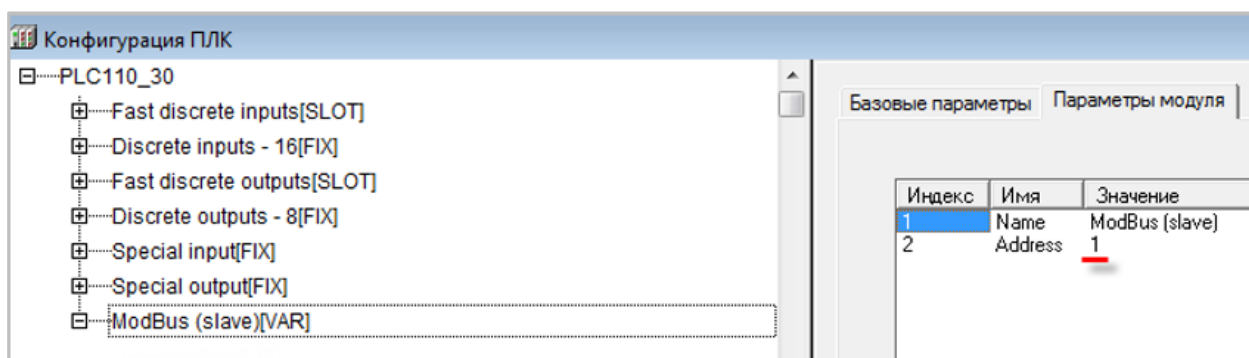 Конфигурация ПЛК
PLC110_30
Fast discrete inputs[SLOT]
Discrete inputs - 16[FIX]
Fast discrete outputs[SLOT]
Discrete outputs - 8[FIX]
Special input[FIX]
Special output[FIX]
ModBus (slave)[VAR]
Базовые параметры Параметры модуля
Индекс Имя Значение
1 Name ModBus (slave)
2 Address 1